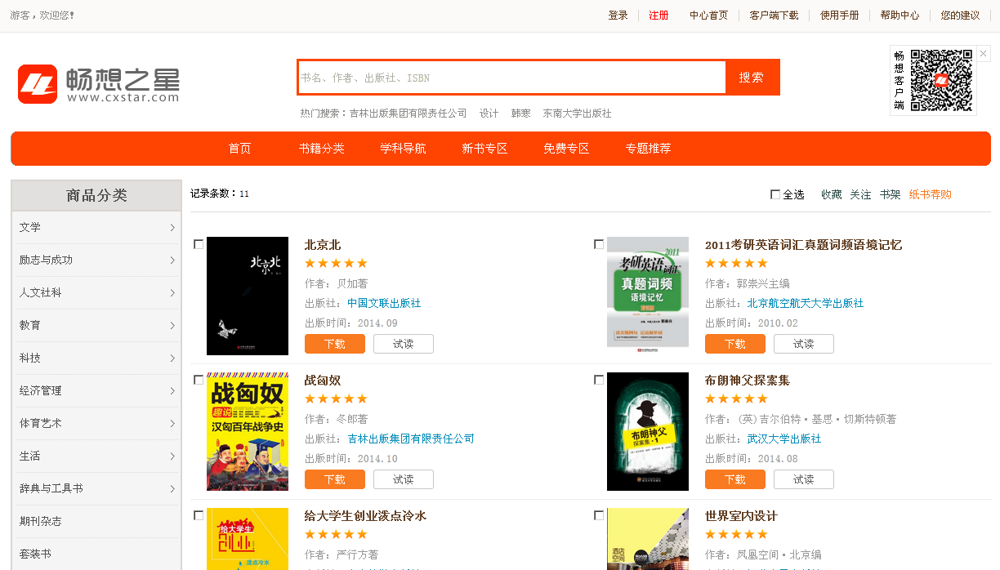 游客，欢迎您!
登录 注册 中心首页 客户端下载 使用手册 帮助中心 您的建议
畅想之星
www.cxstar.com
书名、作者、出版社、ISBN
搜索
热门搜索：吉林出版集团有限责任公司 设计 韩寒 东南大学出版社
畅想客户端
首页 书籍分类 学科导航 新书专区 免费专区 专题推荐
商品分类
文学
励志与成功
人文社科
教育
科技
经济管理
体育艺术
生活
辞典与工具书
期刊杂志
套装书
记录条数：11
全选 收藏 关注 书架 纸书荐购
北京北
北京北
作者：贝加著
出版社：中国文联出版社
出版时间：2014.09
下载 试读
2011
考研英语词汇
真题词频
语境记忆
2011考研英语词汇真题词频语境记忆
作者：郭崇兴主编
出版社：北京航空航天大学出版社
出版时间：2010.02
下载 试读
战匈奴
趣说
汉匈百年战争史
战匈奴
作者：冬郎著
出版社：吉林出版集团有限责任公司
出版时间：2014.10
下载 试读
布朗神父
探案集·1
布朗神父探案集
作者：(英)吉尔伯特·基思·切斯特顿著
出版社：武汉大学出版社
出版时间：2014.08
下载 试读
给大学生
创业
泼点冷水
给大学生创业泼点冷水
作者：严行方著
酒店
空间
World
世界室内设计
作者：凤凰空间·北京编